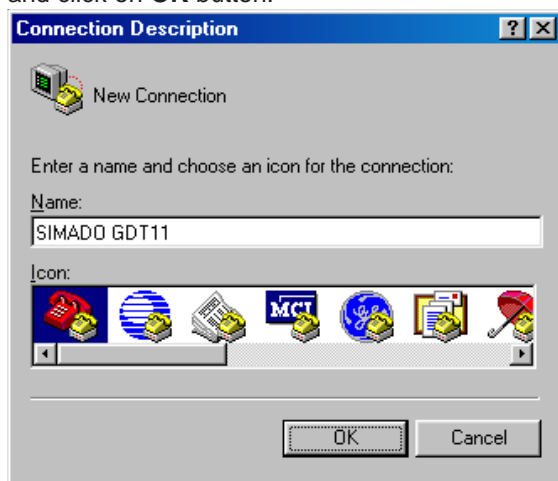 and click on OK button.
Connection Description
New Connection
Enter a name and choose an icon for the connection:
Name:
SIMADO GDT11
Icon:
MCI
OK Cancel